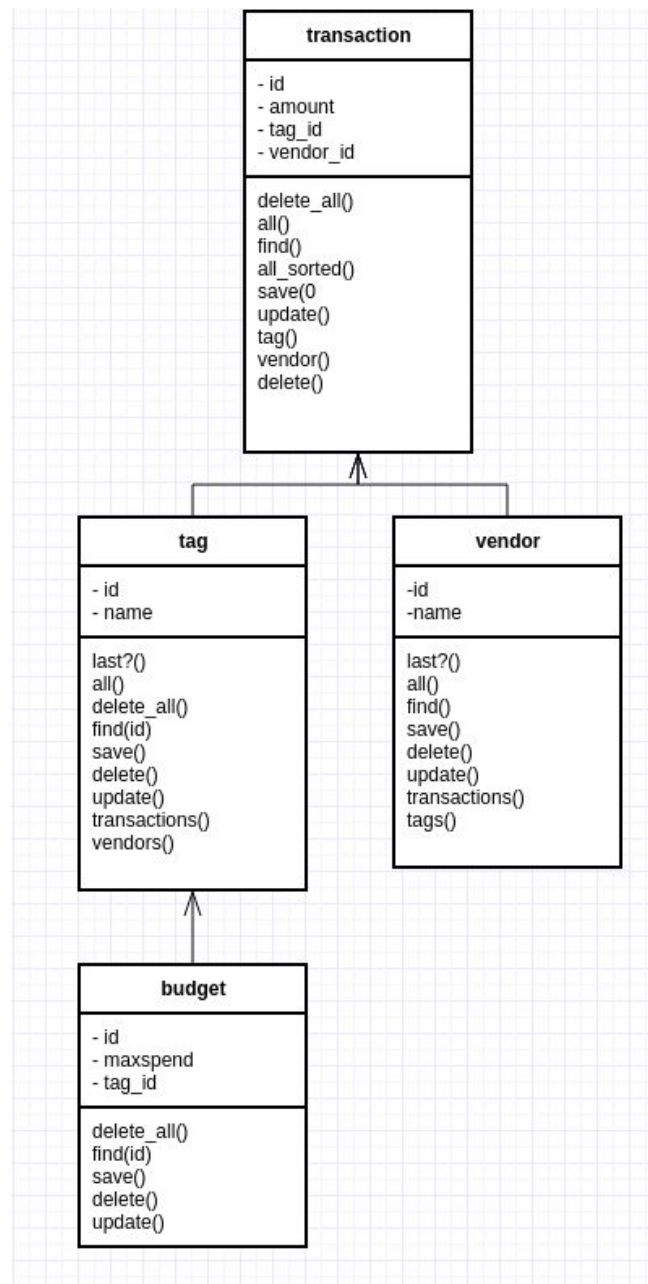 transaction
- id
- amount
- tag_id
- vendor_id
delete_all()
all()
find()
all_sorted()
save(0
update()
tag()
vendor()
delete()
tag
- id
- name
last?()
all()
delete_all()
find(id)
save()
delete()
update()
transactions()
vendors()
vendor
-id
-name
last?()
all()
find()
save()
delete()
update()
transactions()
tags()
budget
- id
- maxspend
- tag_id
delete_all()
find(id)
save()
delete()
update()